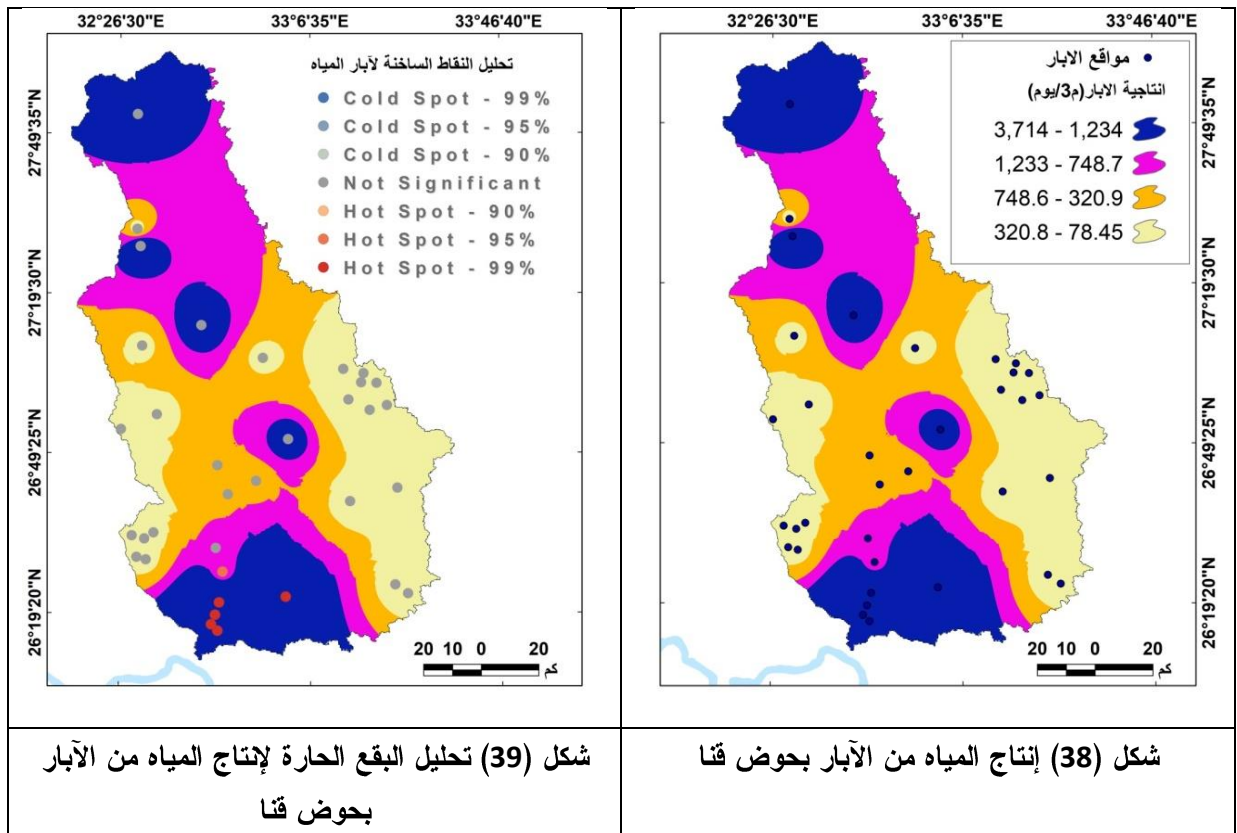 32°26'30"E
33°6'35"E
33°46'40"E
27°49'35"N
27°19'30"N
26°49'25"N
26°19'20"N
تحليل النقاط الساخنة لآبار المياه
Cold Spot - 99%
Cold Spot - 95%
Cold Spot - 90%
Not Significant
Hot Spot - 90%
Hot Spot - 95%
Hot Spot - 99%
20 10 0 20
كم
شكل (39) تحليل البقع الحارة لإنتاج المياه من الآبار
بحوض قنا
32°26'30"E
33°6'35"E
33°46'40"E
27°49'35"N
27°19'30"N
26°49'25"N
26°19'20"N
مواقع الابار
انتاجية الابار(م3/يوم)
3,714 - 1,234
1,233 - 748.7
748.6 - 320.9
320.8 - 78.45
20 10 0 20
كم
شكل (38) إنتاج المياه من الآبار بحوض قنا